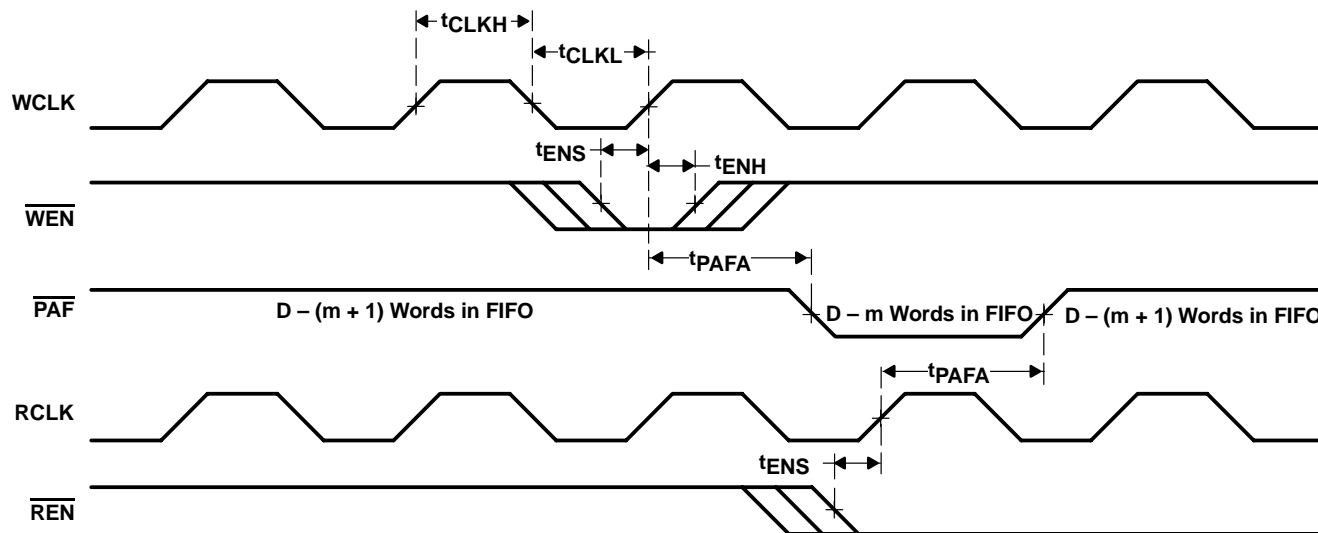 tCLKH
tCLKL
WCLK
tENS
tENH
WEN
tPAFA
PAF
D – (m + 1) Words in FIFO
D – m Words in FIFO
D – (m + 1) Words in FIFO
tPAFA
RCLK
tENS
REN